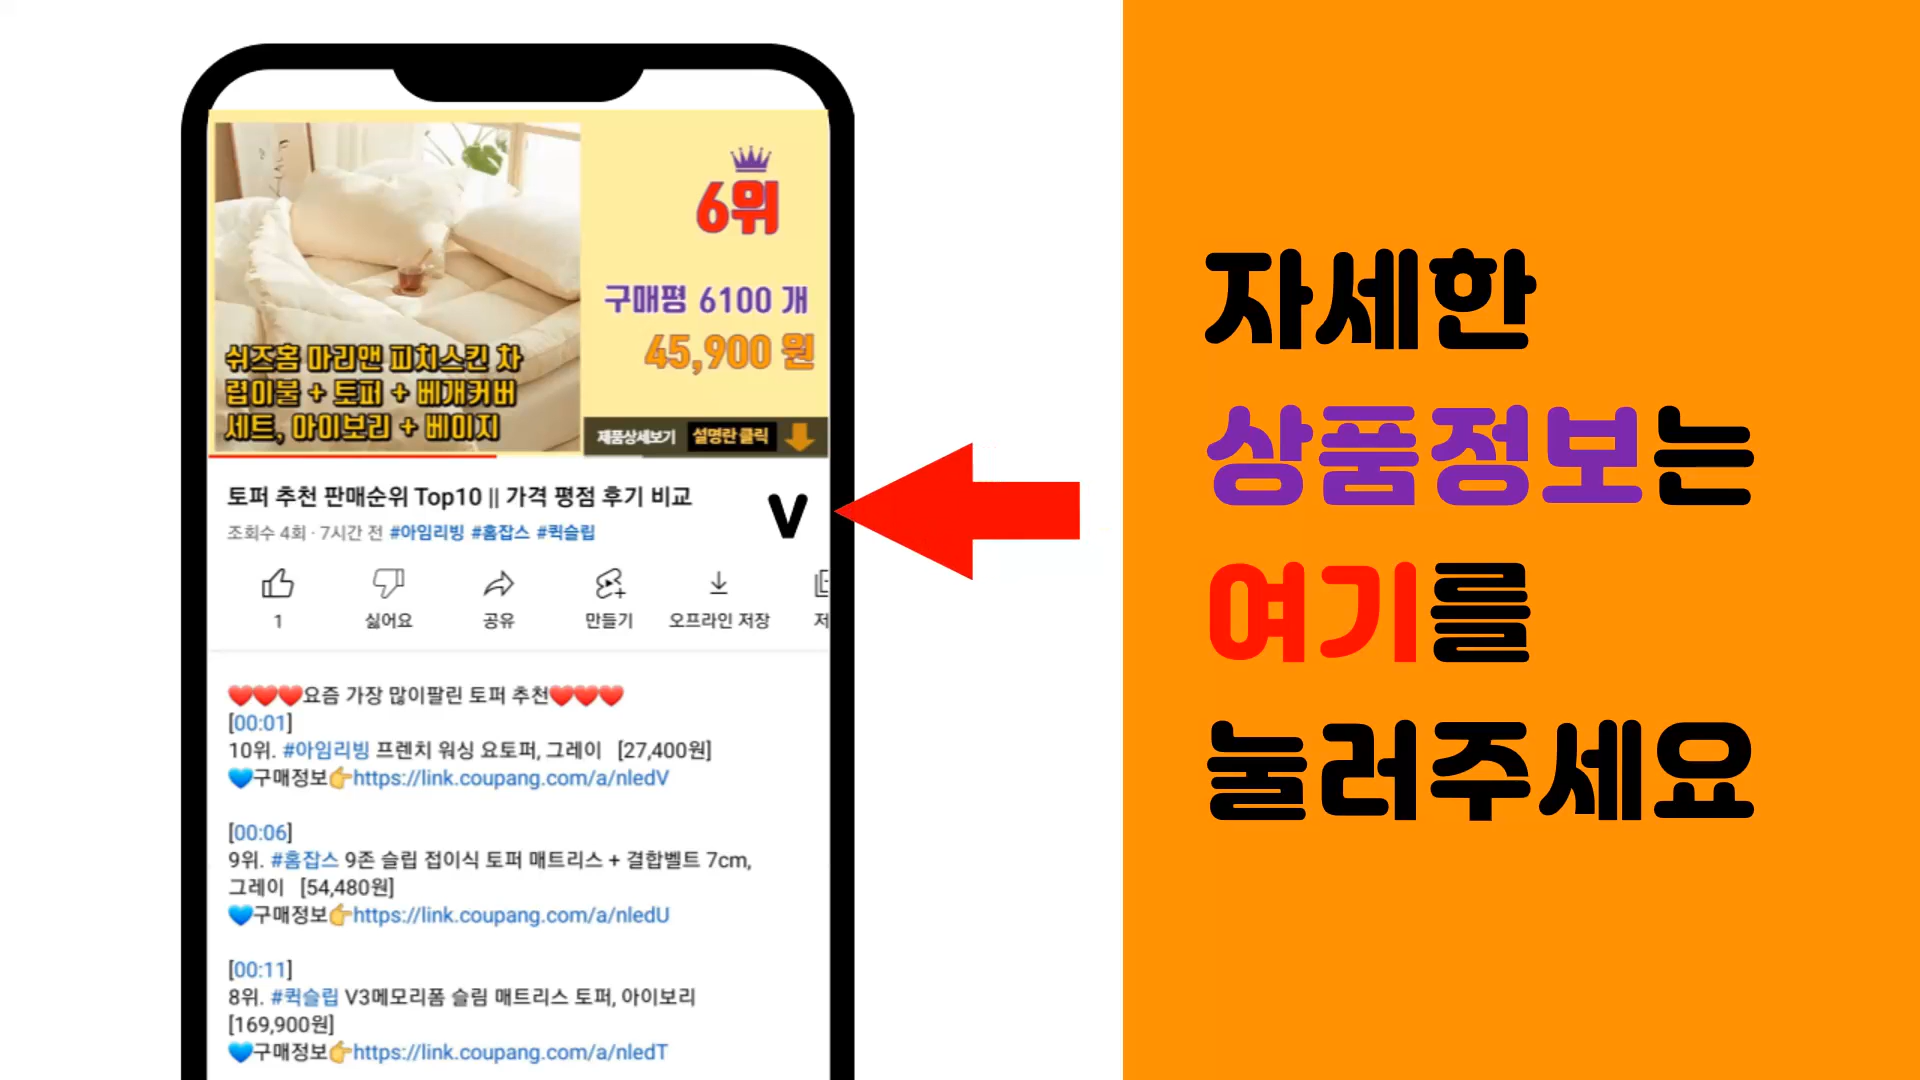 6위
구매평 6100 개
45,900 원
쉬즈홈 마리앤 피치스킨 차
렵이불 + 토퍼 + 베개커버
세트, 아이보리 + 베이지
제품상세보기 설명란 클릭
토퍼 추천 판매순위 Top10 || 가격 평점 후기 비교
V
조회수 4회 · 7시간 전 #아임리빙 #홈잡스 #퀵슬립
1 싫어요 공유 만들기 오프라인 저장 저
❤️❤️❤️요즘 가장 많이팔린 토퍼 추천❤️❤️❤️
[00:01]
10위. #아임리빙 프렌치 워싱 요토퍼, 그레이 [27,400원]
💙구매정보👉https://link.coupang.com/a/nledV
[00:06]
9위. #홈잡스 9존 슬립 접이식 토퍼 매트리스 + 결합벨트 7cm,
그레이 [54,480원]
💙구매정보👉https://link.coupang.com/a/nledU
[00:11]
8위. #퀵슬립 V3메모리폼 슬림 매트리스 토퍼, 아이보리
[169,900원]
💙구매정보👉https://link.coupang.com/a/nledT
자세한
상품정보는
여기를
눌러주세요